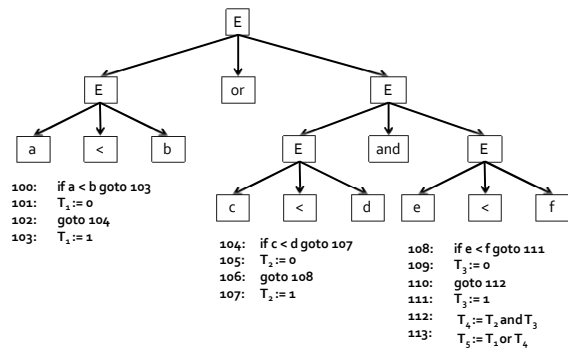 E
E
or
E
a
<
b
E
and
E
c
<
d
e
<
f
100: if a < b goto 103
101: T₁ := 0
102: goto 104
103: T₁ := 1
104: if c < d goto 107
105: T₂ := 0
106: goto 108
107: T₂ := 1
108: if e < f goto 111
109: T₃ := 0
110: goto 112
111: T₃ := 1
112: T₄ := T₂ and T₃
113: T₅ := T₁ or T₄